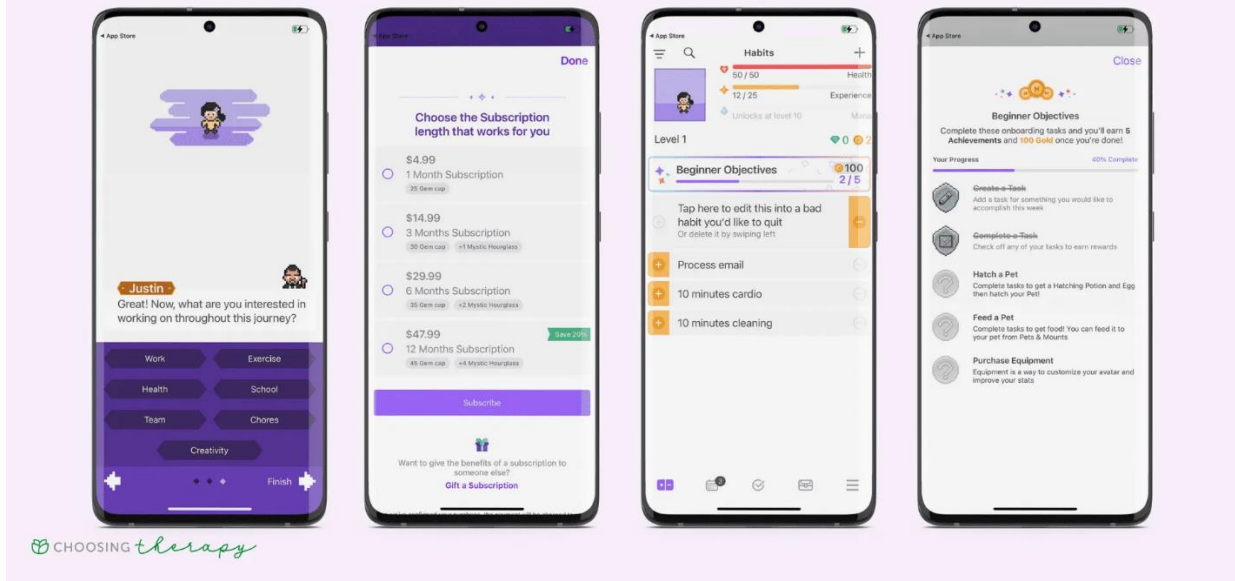 ◄ App Store
Justin
Great! Now, what are you interested in
working on throughout this journey?
Work
Exercise
Health
School
Team
Chores
Creativity
Finish
App Store
Done
Choose the Subscription
length that works for you
$4.99
1 Month Subscription
25 Gem cap
$14.99
3 Months Subscription
30 Gem cap +1 Mystic Hourglass
$29.99
6 Months Subscription
35 Gem cap +2 Mystic Hourglass
$47.99
Save 20%
12 Months Subscription
45 Gem cap +4 Mystic Hourglass
Subscribe
Want to give the benefits of a subscription to
someone else?
Gift a Subscription
◄ App Store
Habits
50 / 50 Health
12 / 25 Experience
Unlocks at level 10 Mana
Level 1
0 2
Beginner Objectives
100
2 / 5
Tap here to edit this into a bad
habit you'd like to quit
Or delete it by swiping left
Process email
10 minutes cardio
10 minutes cleaning
◄ App Store
Close
Beginner Objectives
Complete these onboarding tasks and you'll earn 5
Achievements and 100 Gold once you're done!
Your Progress 40% Complete
Create a Task
Add a task for something you would like to
accomplish this week
Complete a Task
Check off any of your tasks to earn rewards
Hatch a Pet
Complete tasks to get a Hatching Potion and Egg
then hatch your Pet!
Feed a Pet
Complete tasks to get food! You can feed it to
your pet from Pets & Mounts
Purchase Equipment
Equipment is a way to customize your avatar and
improve your stats
CHOOSING therapy